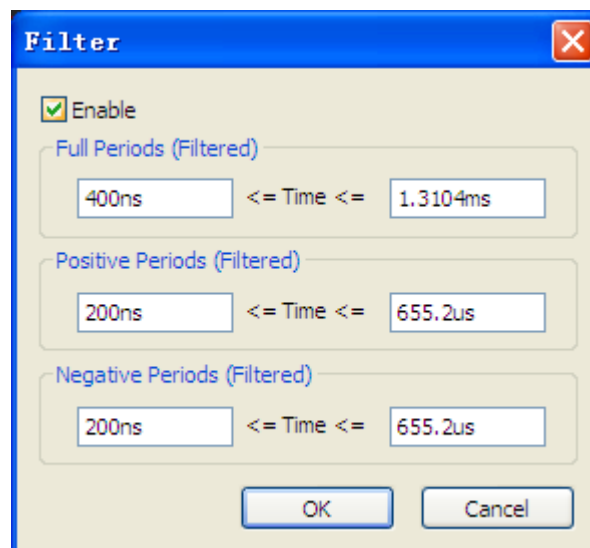 Filter
Enable
Full Periods (Filtered)
400ns <= Time <= 1.3104ms
Positive Periods (Filtered)
200ns <= Time <= 655.2us
Negative Periods (Filtered)
200ns <= Time <= 655.2us
OK Cancel